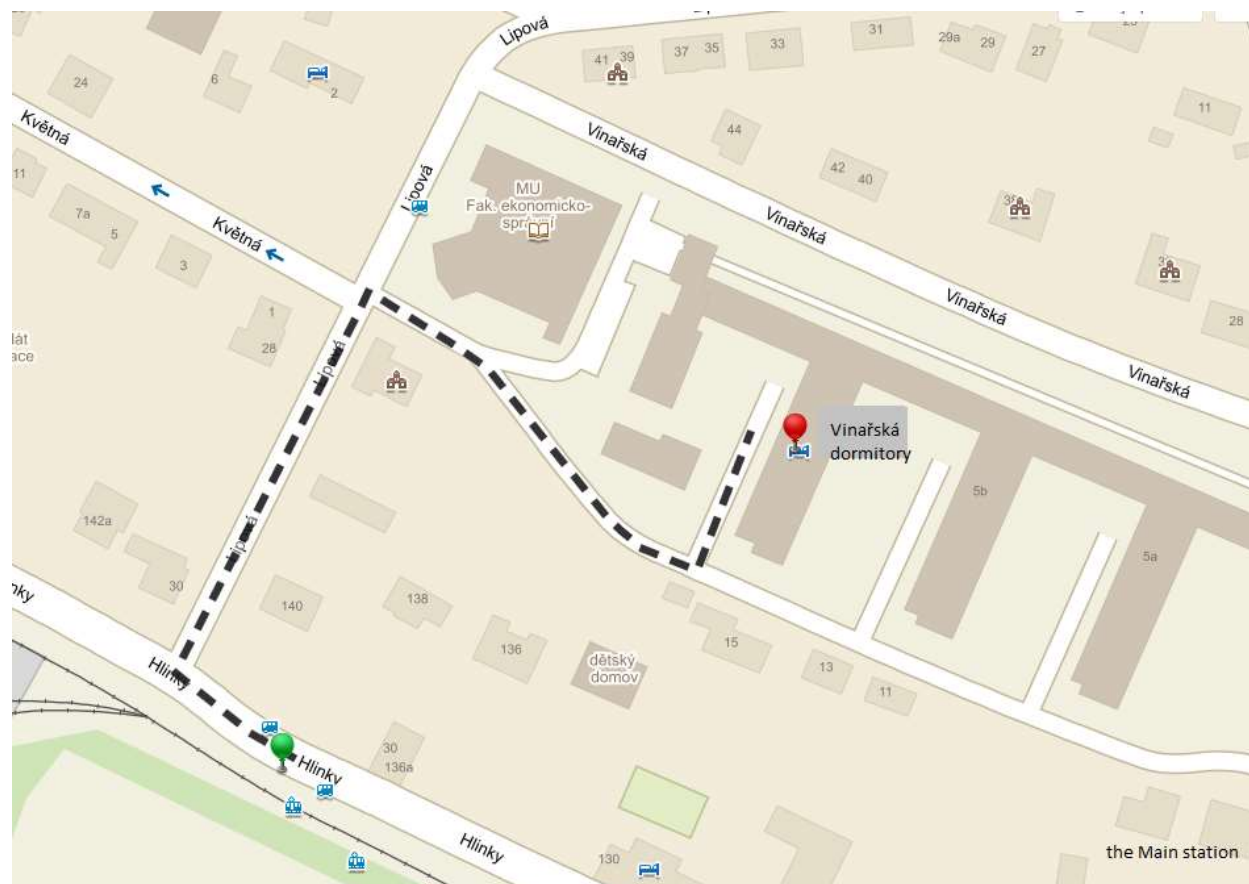 Lipová
41 39
37 35
33
31
29a 29
27
24
6
2
11
Květná
Vinařská
44
MU
Fak. ekonomicko-
správní
42 40
Lipová
11
7a
5
Květná
3
Vinařská
1
28
Vinařská
28
Lipová
Vinařská
Vinařská
dormitory
5b
5a
142a
Lipová
30
140
138
136
15
dětský
domov
13
11
Hlinky
30
136a
Hlinky
Hlinky
130
the Main station